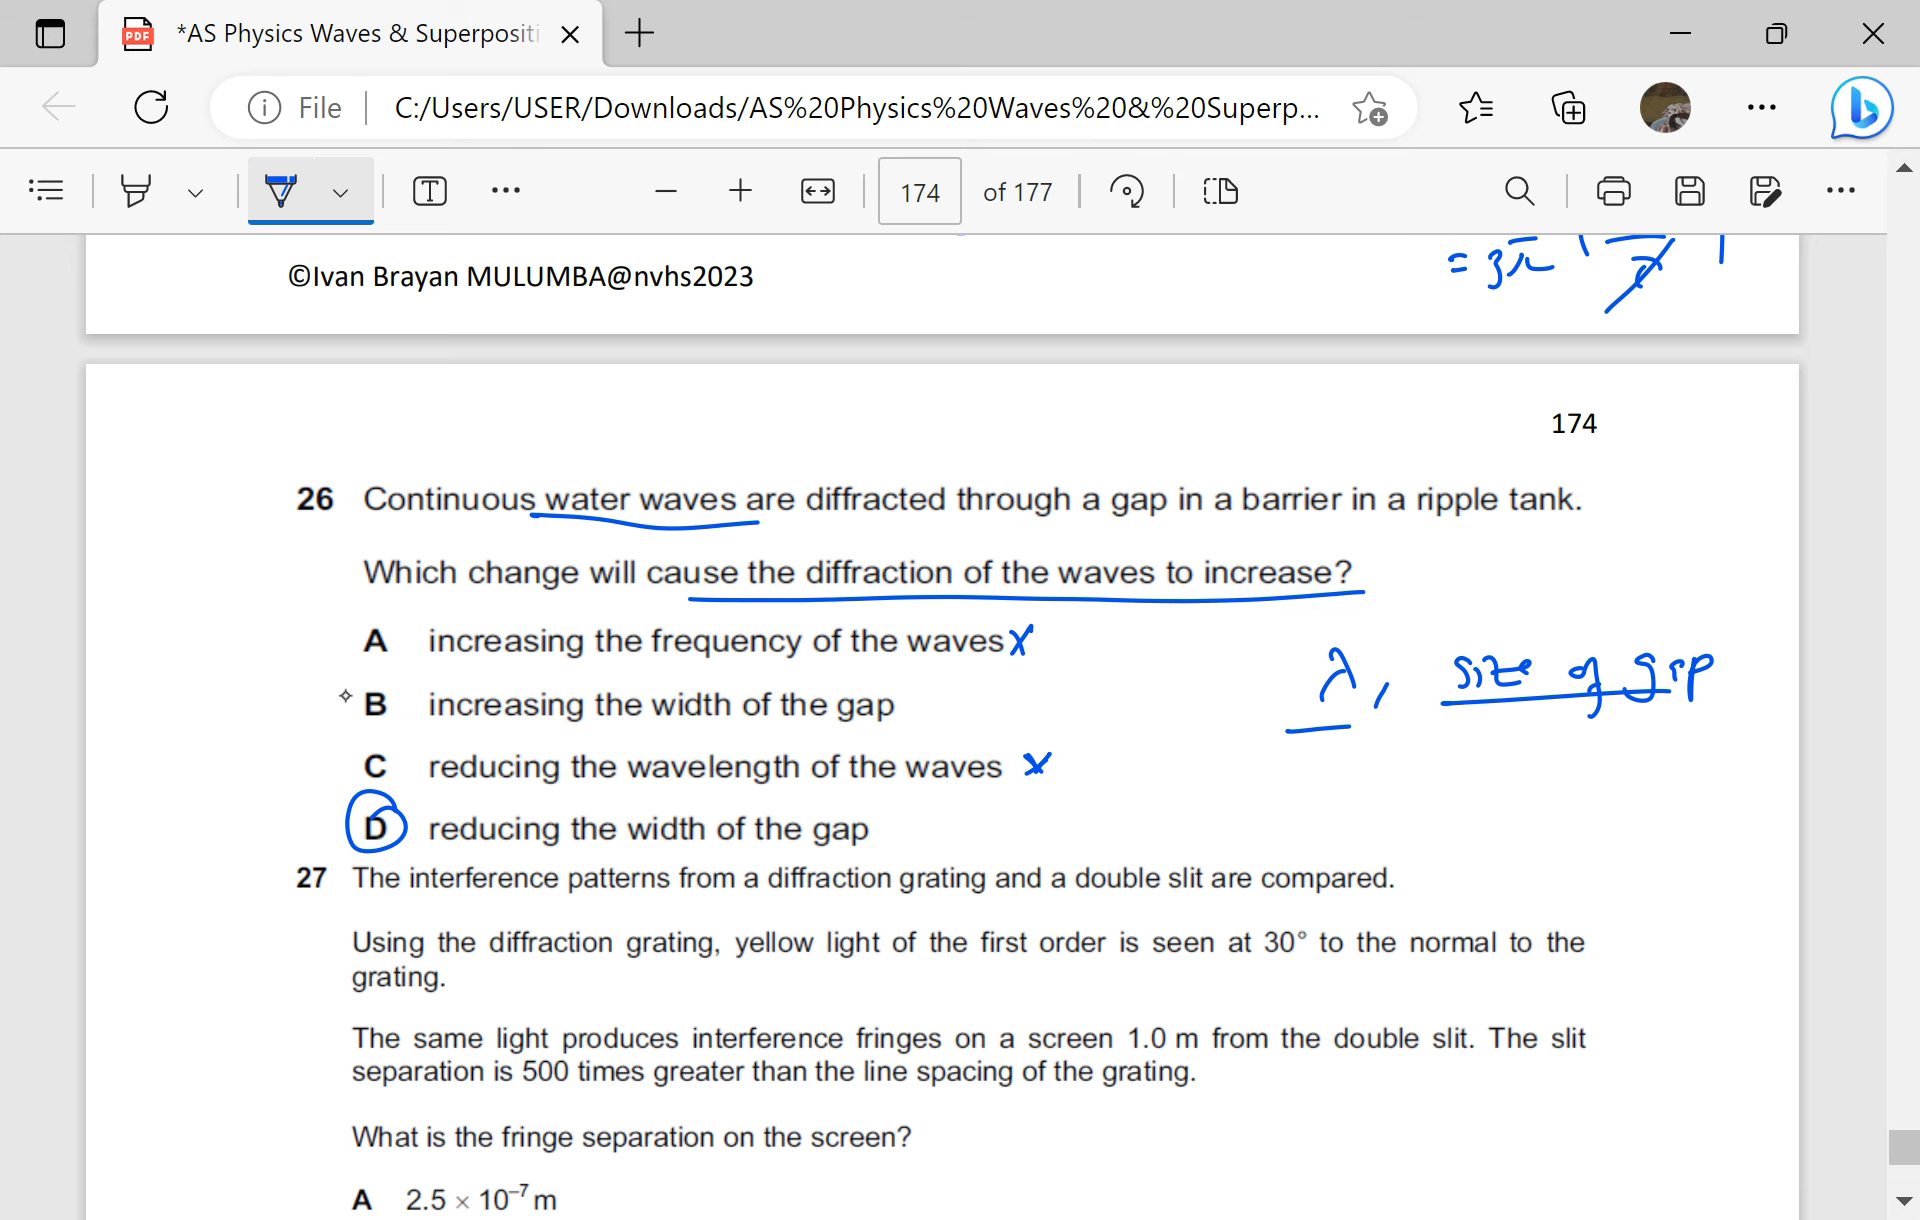 *AS Physics Waves & Superpositi
File
C:/Users/USER/Downloads/AS%20Physics%20Waves%20&%20Superp...
174 of 177
= 3π
2
©Ivan Brayan MULUMBA@nvhs2023
174
26 Continuous water waves are diffracted through a gap in a barrier in a ripple tank.
Which change will cause the diffraction of the waves to increase?
A increasing the frequency of the waves x
λ, size of gap
B increasing the width of the gap
C reducing the wavelength of the waves x
D reducing the width of the gap
27 The interference patterns from a diffraction grating and a double slit are compared.
Using the diffraction grating, yellow light of the first order is seen at 30° to the normal to the
grating.
The same light produces interference fringes on a screen 1.0 m from the double slit. The slit
separation is 500 times greater than the line spacing of the grating.
What is the fringe separation on the screen?
A 2.5 × 10⁻⁷ m